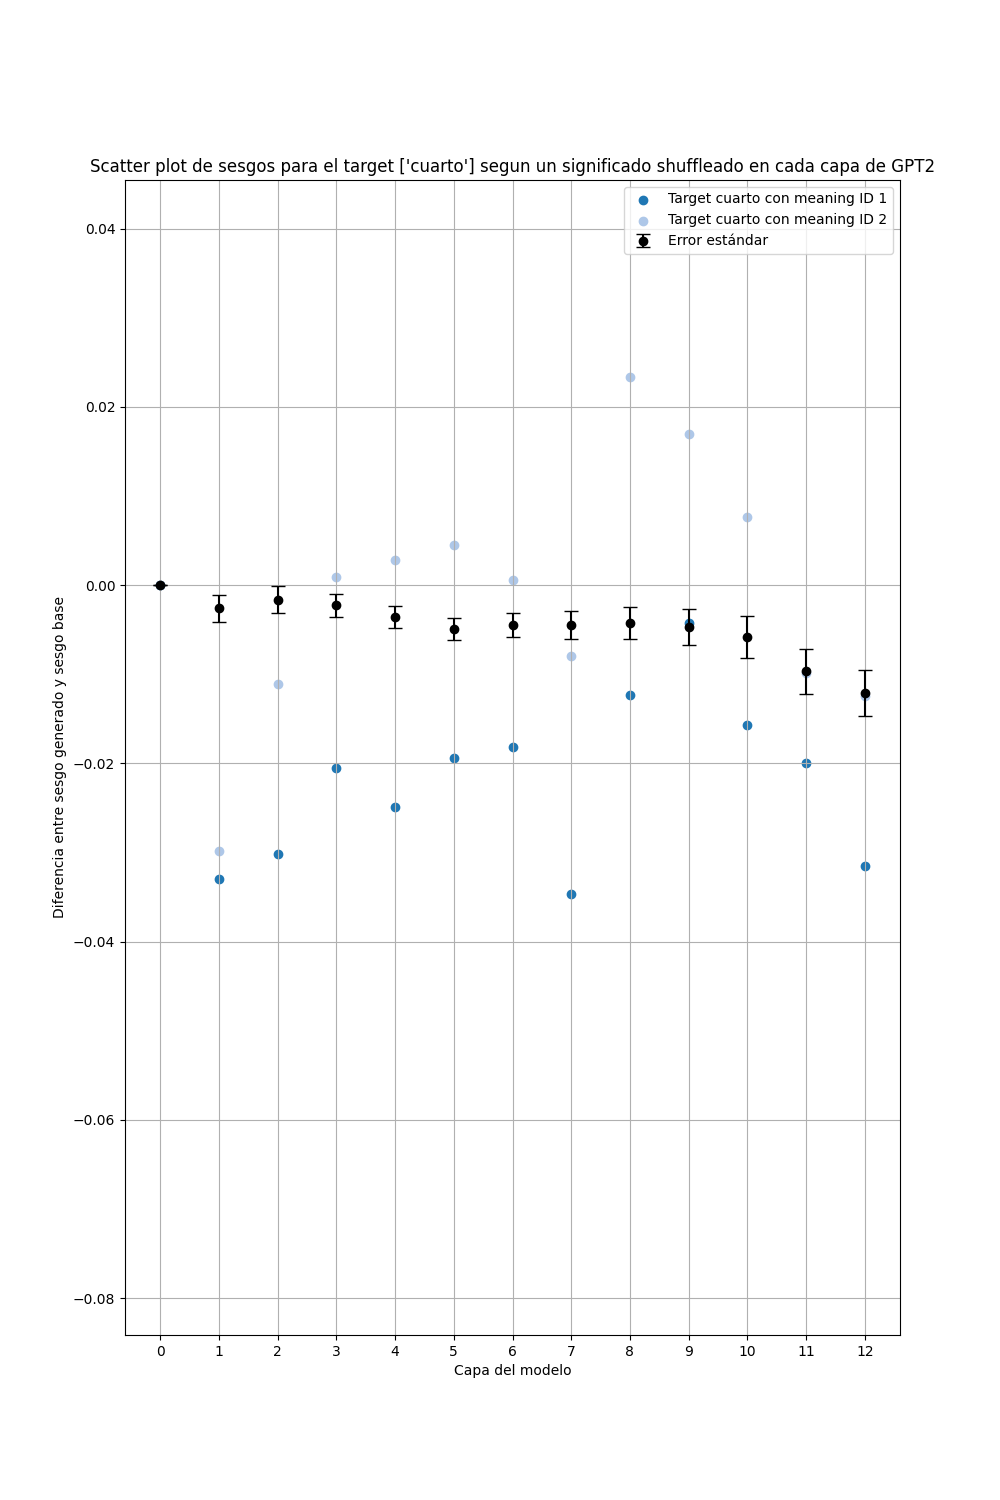 Scatter plot de sesgos para el target ['cuarto'] segun un significado shuffleado en cada capa de GPT2
Target cuarto con meaning ID 1
Target cuarto con meaning ID 2
Error estándar
0.04
0.02
0.00
−0.02
−0.04
−0.06
−0.08
Diferencia entre sesgo generado y sesgo base
0 1 2 3 4 5 6 7 8 9 10 11 12
Capa del modelo